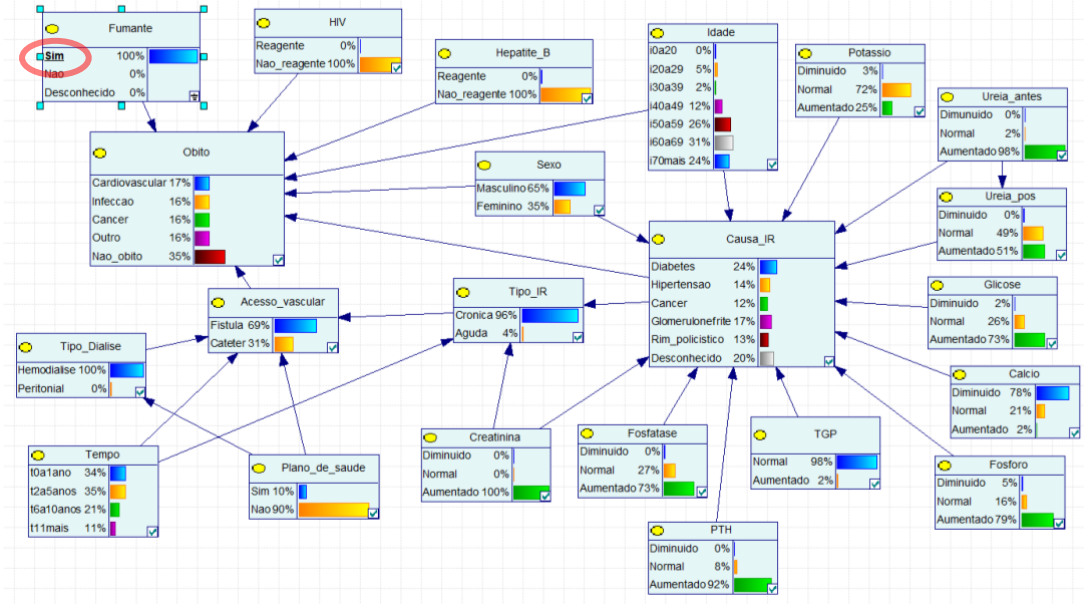 Fumante
Sim 100%
Nao 0%
Desconhecido 0%
HIV
Reagente 0%
Nao_reagente 100%
Hepatite_B
Reagente 0%
Nao_reagente 100%
Idade
i0a20 0%
i20a29 5%
i30a39 2%
i40a49 12%
i50a59 26%
i60a69 31%
i70mais 24%
Potassio
Diminuido 3%
Normal 72%
Aumentado 25%
Ureia_antes
Dimunuido 0%
Normal 2%
Aumentado 98%
Obito
Cardiovascular 17%
Infeccao 16%
Cancer 16%
Outro 16%
Nao_obito 35%
Sexo
Masculino 65%
Feminino 35%
Ureia_pos
Diminuido 0%
Normal 49%
Aumentado 51%
Causa_IR
Diabetes 24%
Hipertensao 14%
Cancer 12%
Glomerulonefrite 17%
Rim_policistico 13%
Desconhecido 20%
Acesso_vascular
Fistula 69%
Cateter 31%
Tipo_IR
Cronica 96%
Aguda 4%
Glicose
Diminuido 2%
Normal 26%
Aumentado 73%
Tipo_Dialise
Hemodialise 100%
Peritonial 0%
Calcio
Diminuido 78%
Normal 21%
Aumentado 2%
Tempo
t0a1ano 34%
t2a5anos 35%
t6a10anos 21%
t11mais 11%
Plano_de_saude
Sim 10%
Nao 90%
Creatinina
Diminuido 0%
Normal 0%
Aumentado 100%
Fosfatase
Diminuido 0%
Normal 27%
Aumentado 73%
TGP
Normal 98%
Aumentado 2%
Fosforo
Diminuido 5%
Normal 16%
Aumentado 79%
PTH
Diminuido 0%
Normal 8%
Aumentado 92%